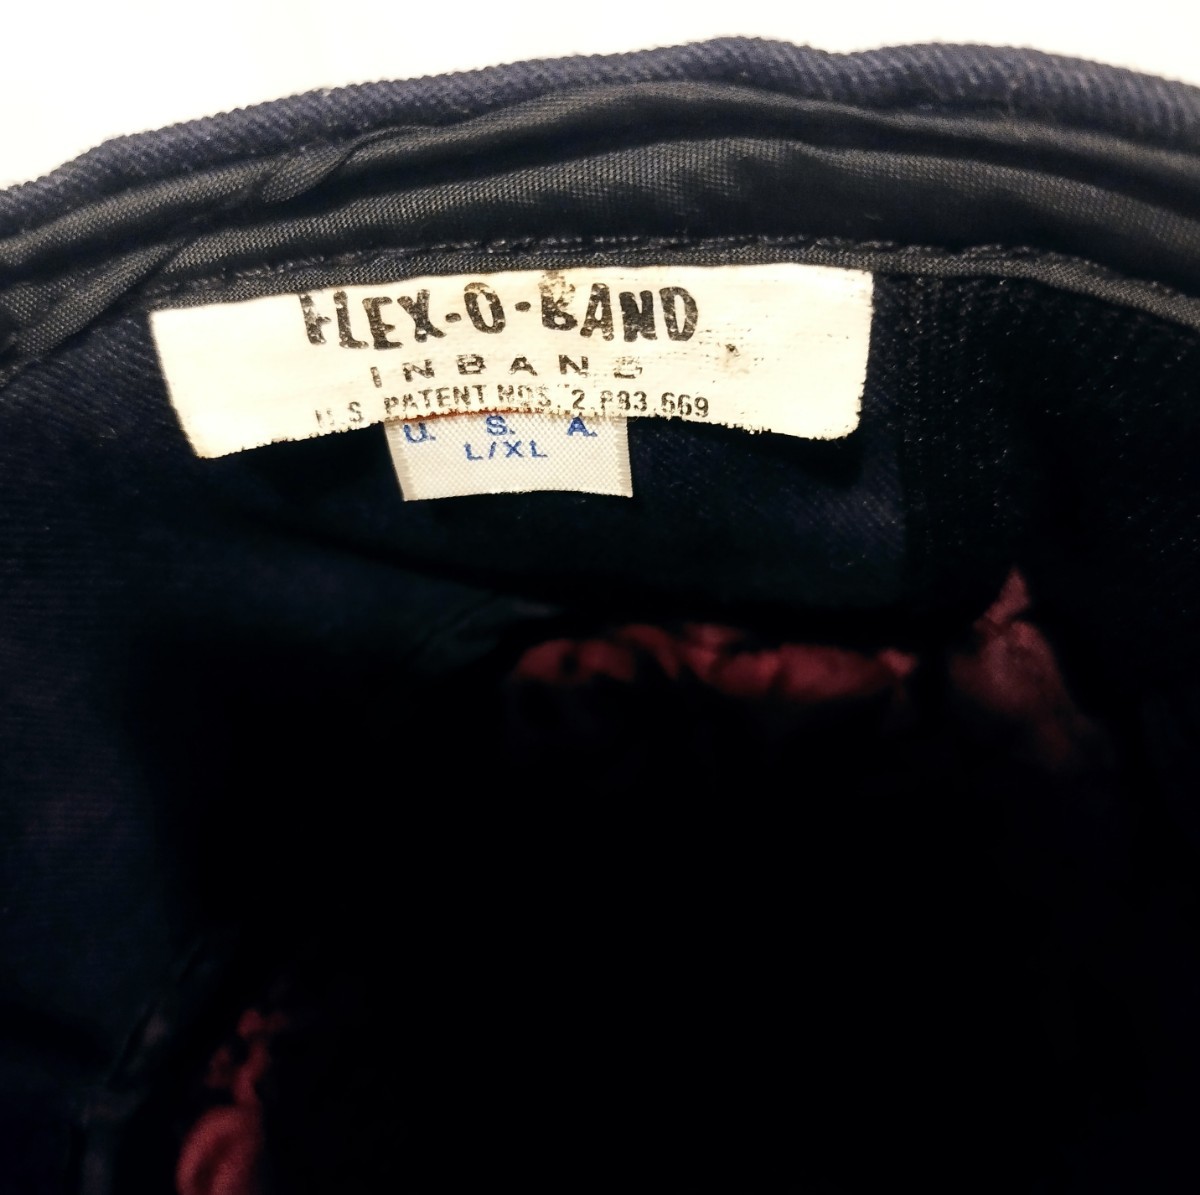 FLEX-O-BAND
INBAND
U.S. PATENT NOS. 2,883,669
U. S. A.
L/XL